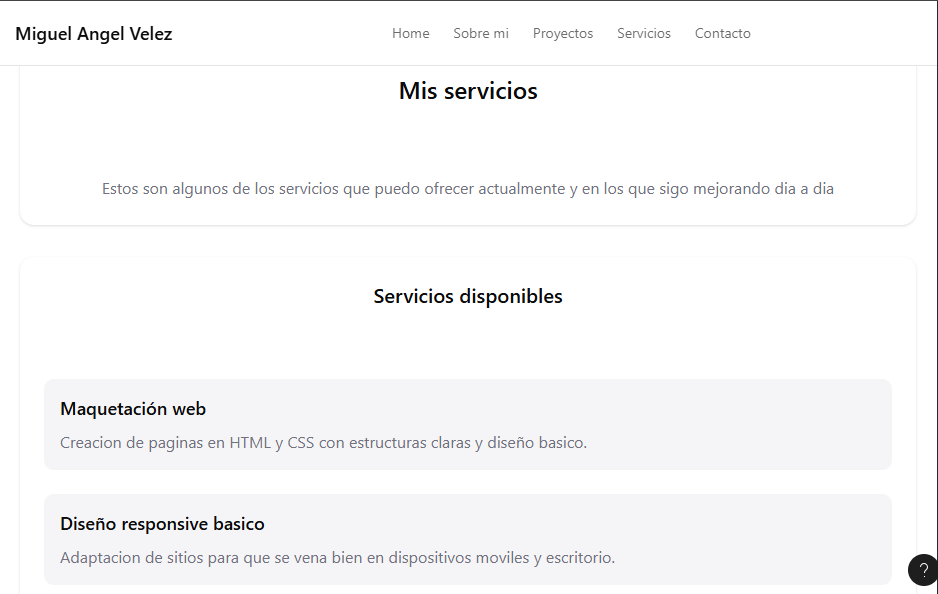 Miguel Angel Velez
Home Sobre mi Proyectos Servicios Contacto
Mis servicios
Estos son algunos de los servicios que puedo ofrecer actualmente y en los que sigo mejorando dia a dia
Servicios disponibles
Maquetación web
Creacion de paginas en HTML y CSS con estructuras claras y diseño basico.
Diseño responsive basico
Adaptacion de sitios para que se vena bien en dispositivos moviles y escritorio.
?